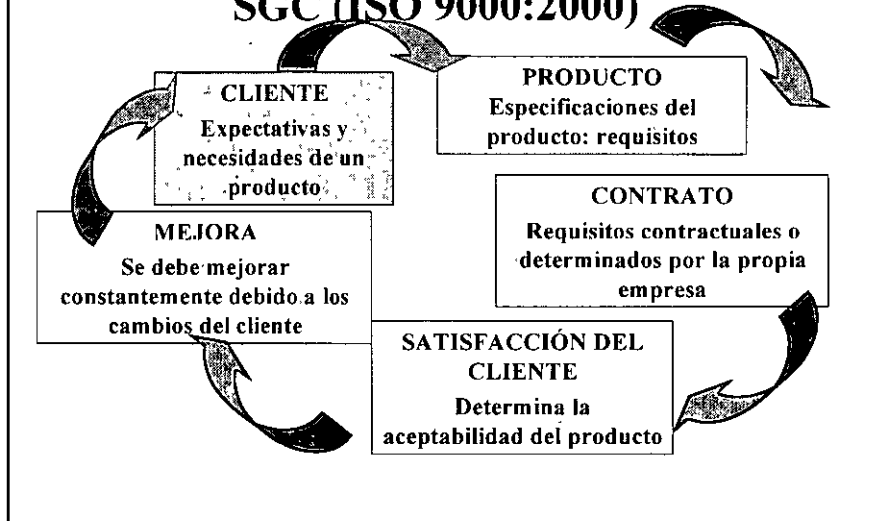 SGC (ISO 9000:2000)
CLIENTE
Expectativas y
necesidades de un
producto
PRODUCTO
Especificaciones del
producto: requisitos
CONTRATO
Requisitos contractuales o
determinados por la propia
empresa
SATISFACCIÓN DEL
CLIENTE
Determina la
aceptabilidad del producto
MEJORA
Se debe mejorar
constantemente debido a los
cambios del cliente